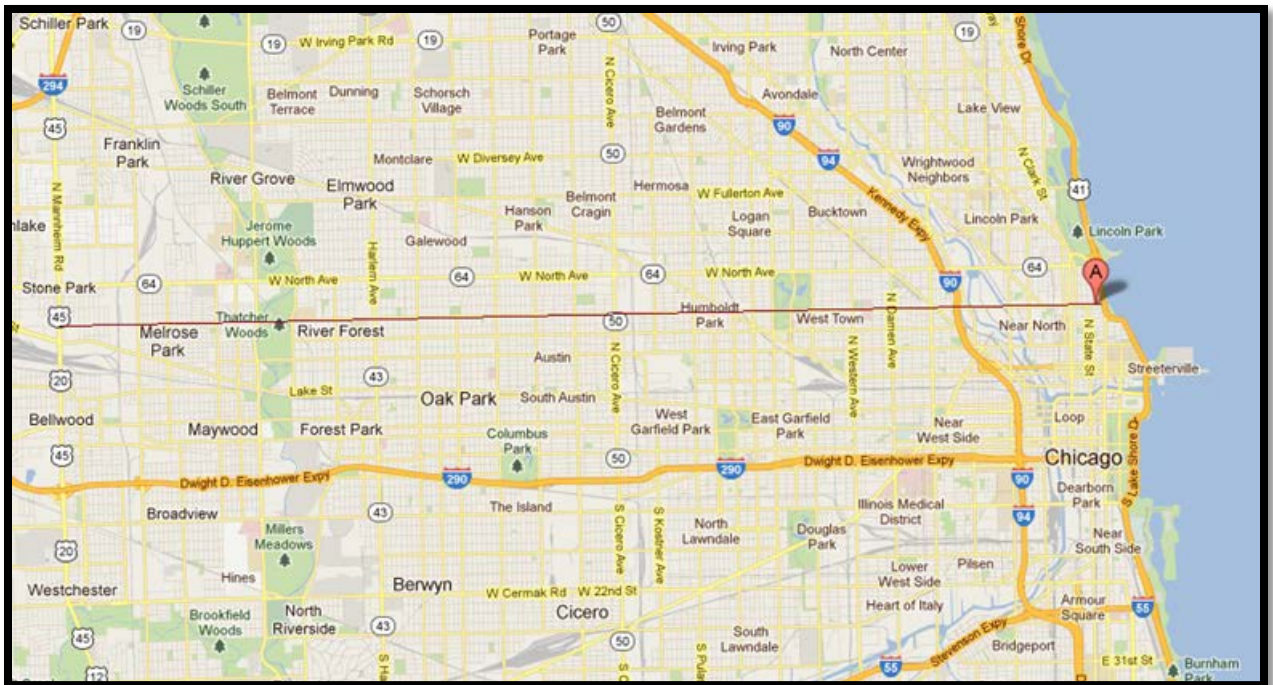 Schiller Park
19
19
W Irving Park Rd
19
Portage
Park
50
Irving Park
North Center
19
Shore Dr
294
Schiller
Woods South
Belmont
Terrace
Dunning
Schorsch
Village
N Cicero Ave
Avondale
Lake View
45
Belmont
Gardens
90
Franklin
Park
Montclare
W Diversey Ave
50
94
Wrightwood
Neighbors
N Clark St
River Grove
Elmwood
Park
Hermosa
W Fullerton Ave
Kennedy Expy
41
N Mannheim Rd
Belmont
Cragin
Hanson
Park
Logan
Square
Bucktown
Lincoln Park
Lincoln Park
nlake
Jerome
Huppert Woods
Harlem Ave
Galewood
64
W North Ave
64
W North Ave
64
W North Ave
90
64
A
Stone Park
45
Thatcher
Woods
River Forest
50
Humboldt
Park
West Town
N Damen Ave
Near North
N State St
Melrose
Park
Austin
N Cicero Ave
N Western Ave
Streeterville
20
43
Lake St
Oak Park
South Austin
Bellwood
Maywood
Forest Park
Columbus
Park
West
Garfield Park
East Garfield
Park
Near
West Side
Loop
45
50
Dwight D. Eisenhower Expy
290
290
Dwight D. Eisenhower Expy
Chicago
S Lake Shore Dr
90
Broadview
43
The Island
S Cicero Ave
S Kostner Ave
Illinois Medical
District
94
Dearborn
Park
Millers
Meadows
North
Lawndale
Douglas
Park
Near
South Side
20
Hines
Berwyn
Lower
West Side
Pilsen
Westchester
W Cermak Rd
W 22nd St
Cicero
Heart of Italy
Armour
Square
55
Brookfield
Woods
North
Riverside
43
45
50
South
Lawndale
Stevenson Expy
Bridgeport
12
S Ha
S C
S Pula
55
E 31st St
Burnham
Park